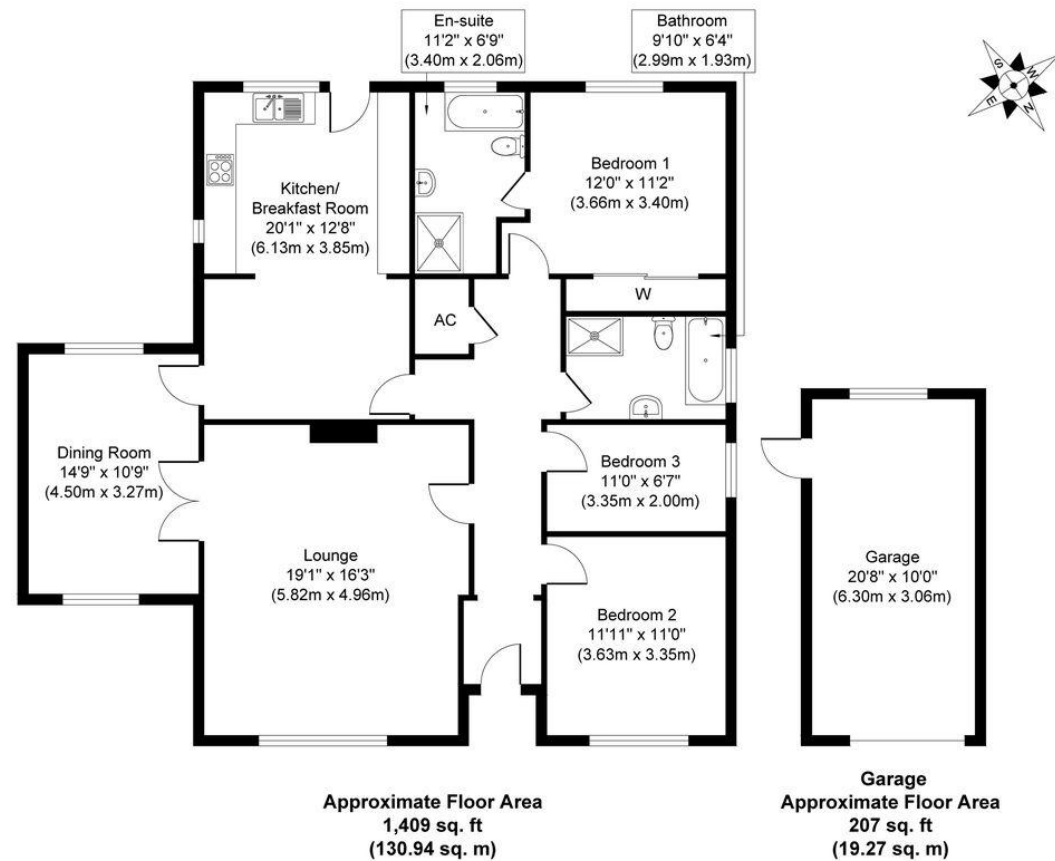 En-suite
11'2" x 6'9"
(3.40m x 2.06m)
Bathroom
9'10" x 6'4"
(2.99m x 1.93m)
S
W
E
N
Kitchen/
Breakfast Room
20'1" x 12'8"
(6.13m x 3.85m)
Bedroom 1
12'0" x 11'2"
(3.66m x 3.40m)
W
AC
Dining Room
14'9" x 10'9"
(4.50m x 3.27m)
Bedroom 3
11'0" x 6'7"
(3.35m x 2.00m)
Lounge
19'1" x 16'3"
(5.82m x 4.96m)
Garage
20'8" x 10'0"
(6.30m x 3.06m)
Bedroom 2
11'11" x 11'0"
(3.63m x 3.35m)
Approximate Floor Area
1,409 sq. ft
(130.94 sq. m)
Garage
Approximate Floor Area
207 sq. ft
(19.27 sq. m)